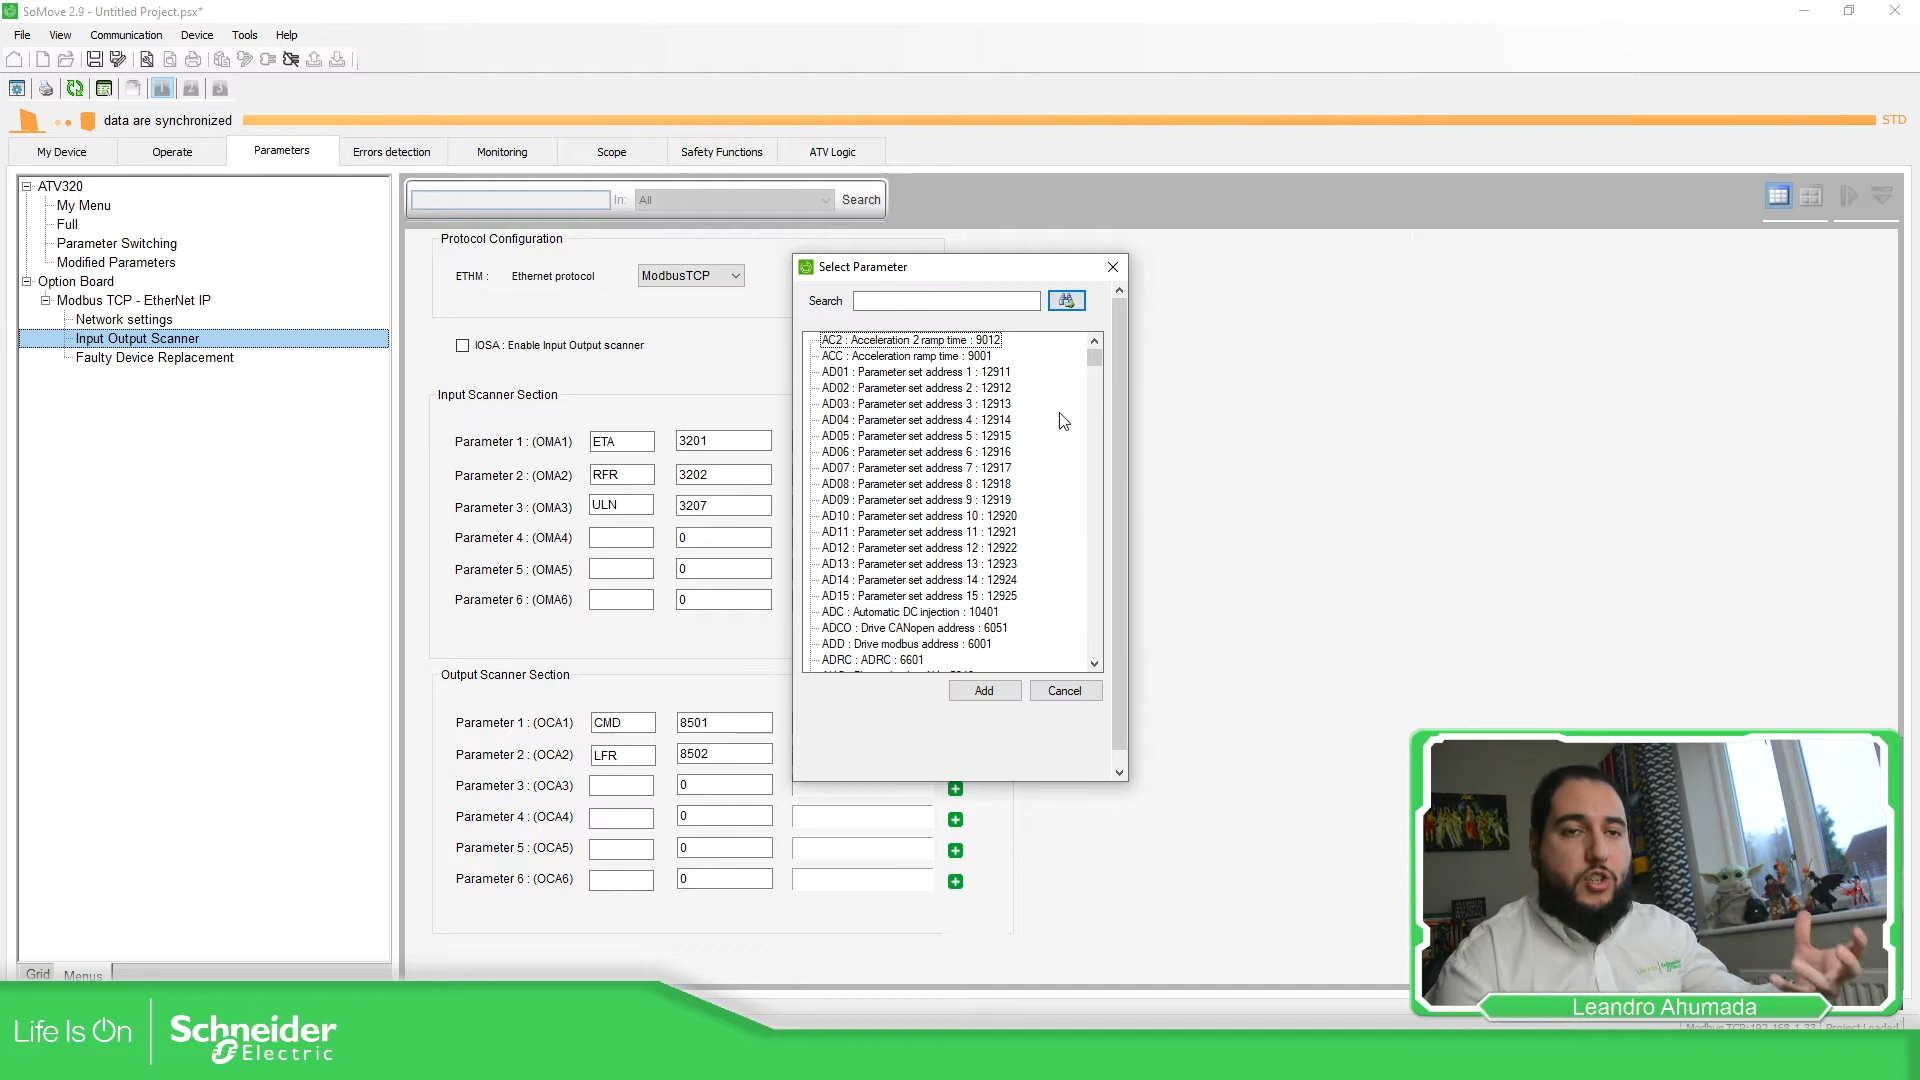 SoMove 2.9 - Untitled Project.psx*
File View Communication Device Tools Help
1 2 3
data are synchronized
STD
My Device Operate Parameters Errors detection Monitoring Scope Safety Functions ATV Logic
ATV320
My Menu
Full
Parameter Switching
Modified Parameters
Option Board
Modbus TCP - EtherNet IP
Network settings
Input Output Scanner
Faulty Device Replacement
Grid Menus
In: All Search
Protocol Configuration
ETHM : Ethernet protocol ModbusTCP
IOSA : Enable Input Output scanner
Input Scanner Section
Parameter 1 : (OMA1) ETA 3201
Parameter 2 : (OMA2) RFR 3202
Parameter 3 : (OMA3) ULN 3207
Parameter 4 : (OMA4) 0
Parameter 5 : (OMA5) 0
Parameter 6 : (OMA6) 0
Output Scanner Section
Parameter 1 : (OCA1) CMD 8501
Parameter 2 : (OCA2) LFR 8502
Parameter 3 : (OCA3) 0
Parameter 4 : (OCA4) 0
Parameter 5 : (OCA5) 0
Parameter 6 : (OCA6) 0
Select Parameter
Search
AC2 : Acceleration 2 ramp time : 9012
ACC : Acceleration ramp time : 9001
AD01 : Parameter set address 1 : 12911
AD02 : Parameter set address 2 : 12912
AD03 : Parameter set address 3 : 12913
AD04 : Parameter set address 4 : 12914
AD05 : Parameter set address 5 : 12915
AD06 : Parameter set address 6 : 12916
AD07 : Parameter set address 7 : 12917
AD08 : Parameter set address 8 : 12918
AD09 : Parameter set address 9 : 12919
AD10 : Parameter set address 10 : 12920
AD11 : Parameter set address 11 : 12921
AD12 : Parameter set address 12 : 12922
AD13 : Parameter set address 13 : 12923
AD14 : Parameter set address 14 : 12924
AD15 : Parameter set address 15 : 12925
ADC : Automatic DC injection : 10401
ADCO : Drive CANopen address : 6051
ADD : Drive modbus address : 6001
ADRC : ADRC : 6601
Add Cancel
Leandro Ahumada
Modbus TCP: 192.168.1.33 Project Loaded
Life Is On Schneider Electric